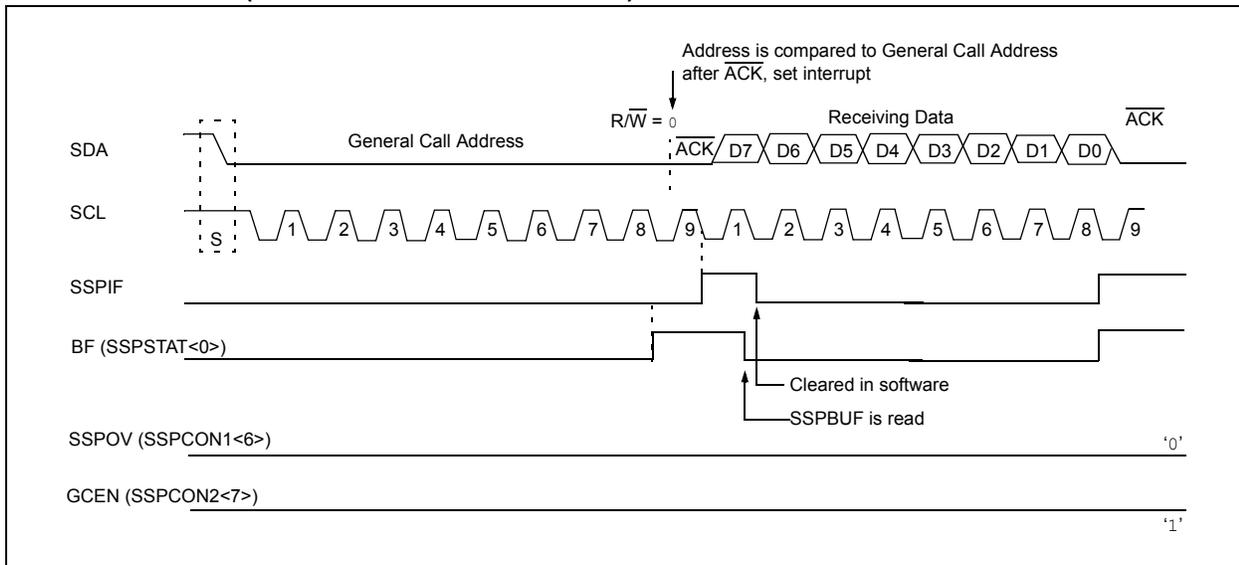 Address is compared to General Call Address
after ACK, set interrupt
R/W = 0
Receiving Data
ACK
General Call Address
SDA
ACK D7 D6 D5 D4 D3 D2 D1 D0
SCL
S
1 2 3 4 5 6 7 8 9 1 2 3 4 5 6 7 8 9
SSPIF
BF (SSPSTAT<0>)
Cleared in software
SSPBUF is read
SSPOV (SSPCON1<6>)
‘0’
GCEN (SSPCON2<7>)
‘1’